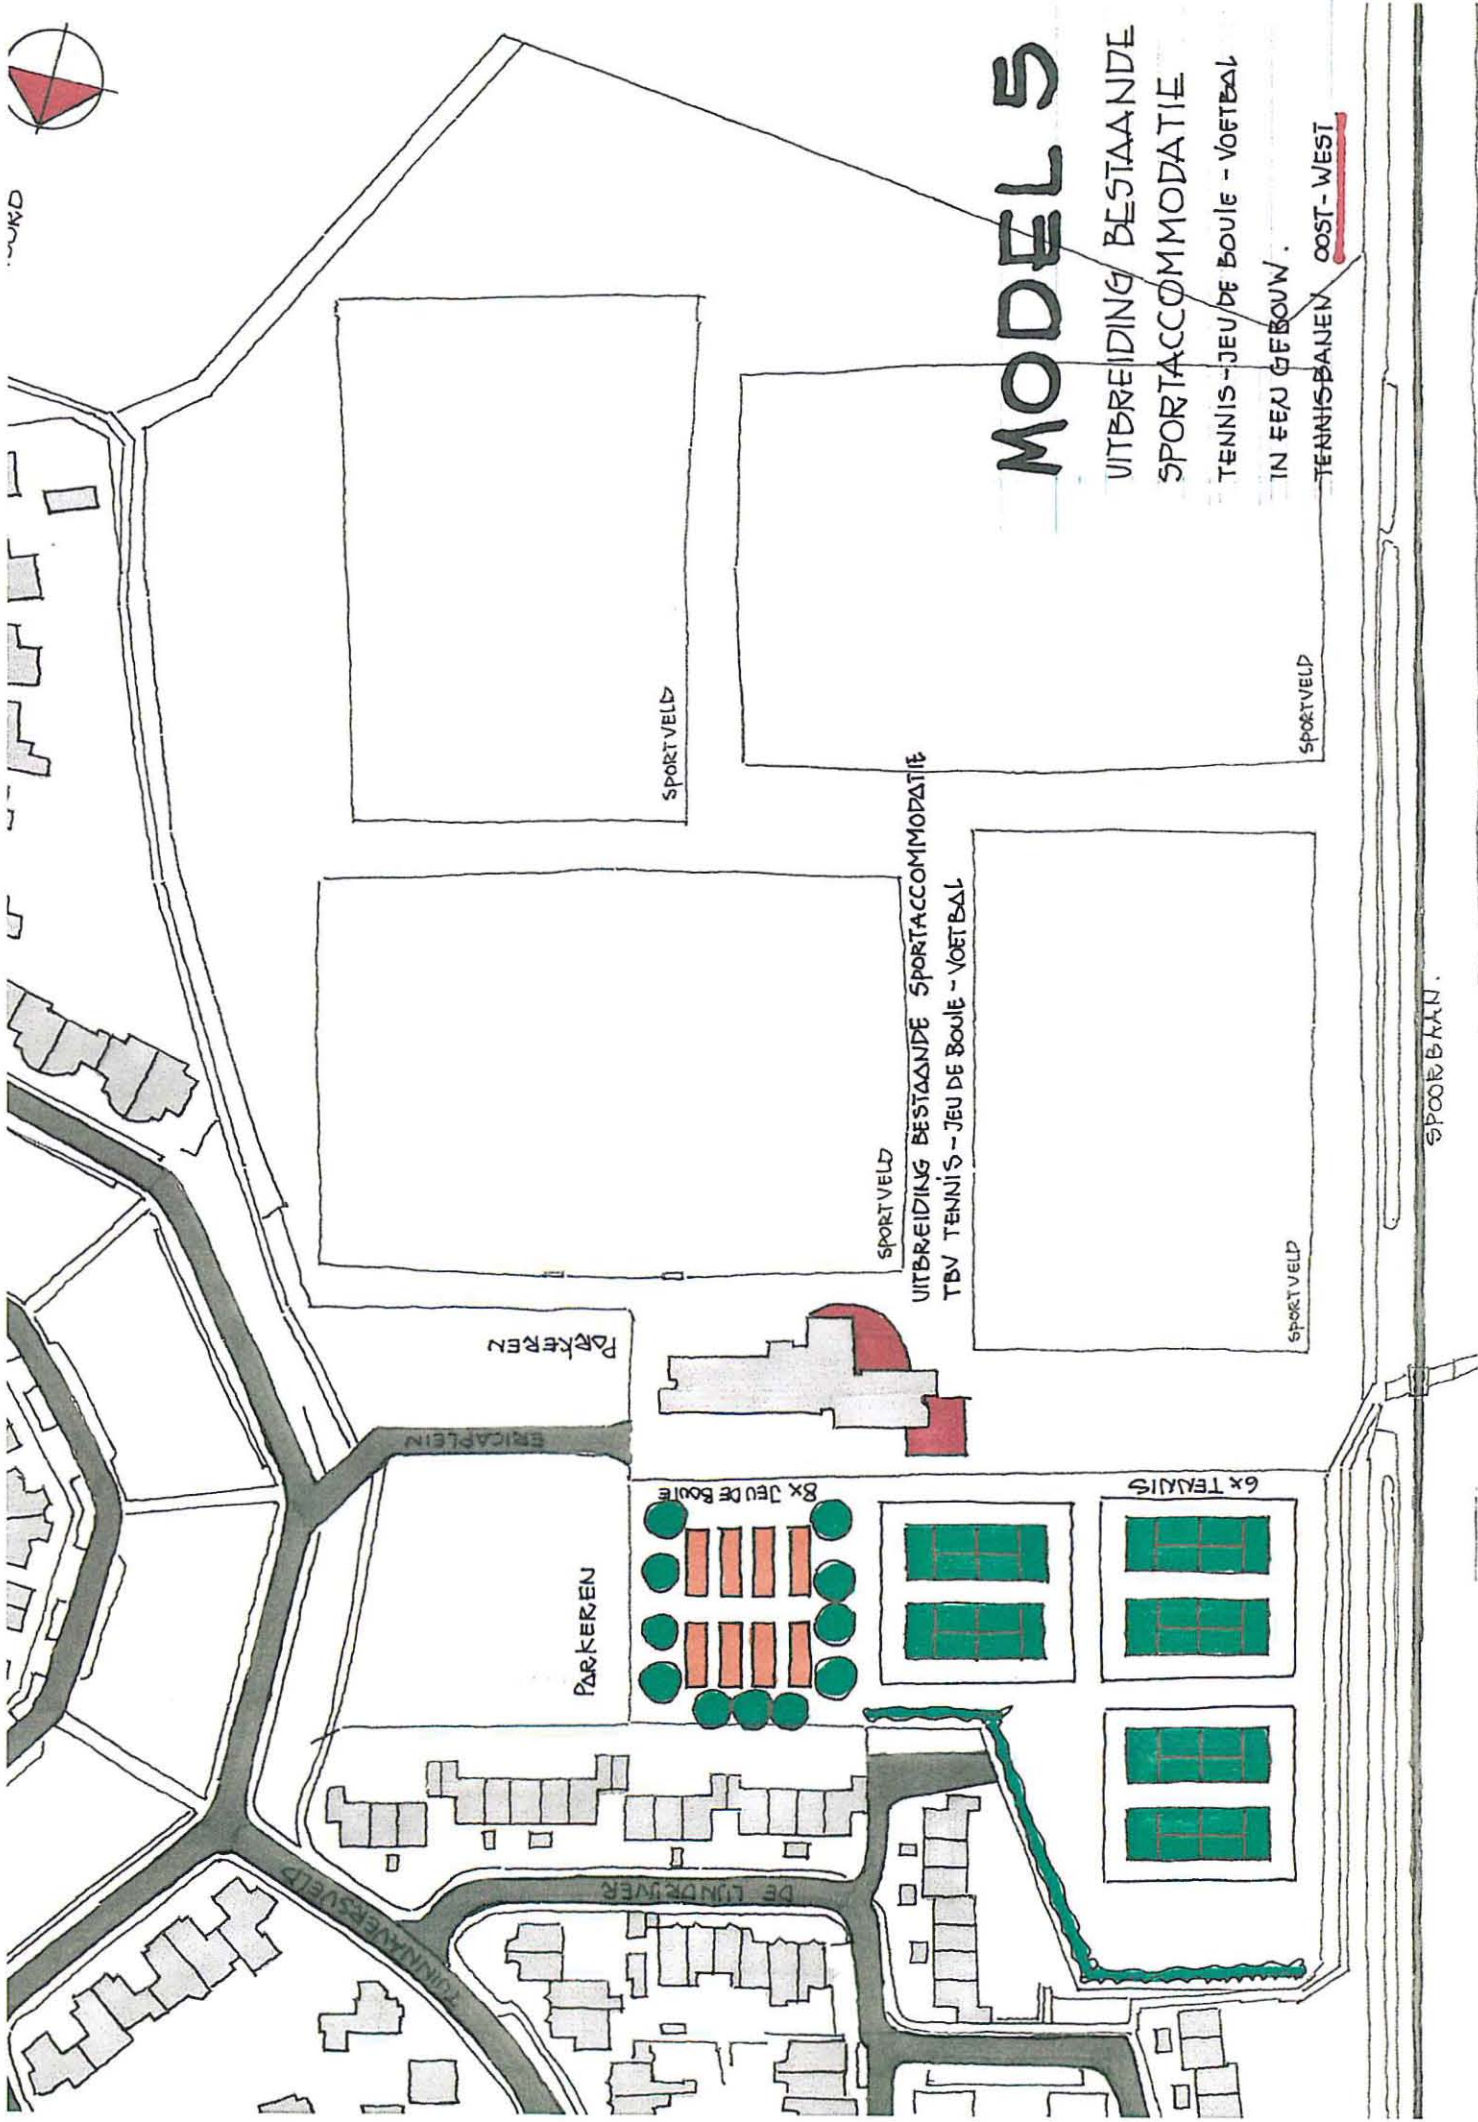 MODEL 5
UITBREIDING BESTAANDE
SPORTACCOMMODATIE
TENNIS-JEU DE BOULE - VOETBAL
IN EEN GEBOUW.
TENNISBANEN OOST-WEST
SPORTVELD
SPORTVELD
SPORTVELD
SPORTVELD
UITBREIDING BESTAANDE SPORTACCOMMODATIE
TBV TENNIS-JEU DE BOULE-VOETBAL
PARKEREN
ERICAPLEIN
PARKEREN
8x JEU DE BOULE
6x TENNIS
DE LIJNDRIJVER
TUINNAVERSVELD
SPOORBAAN.